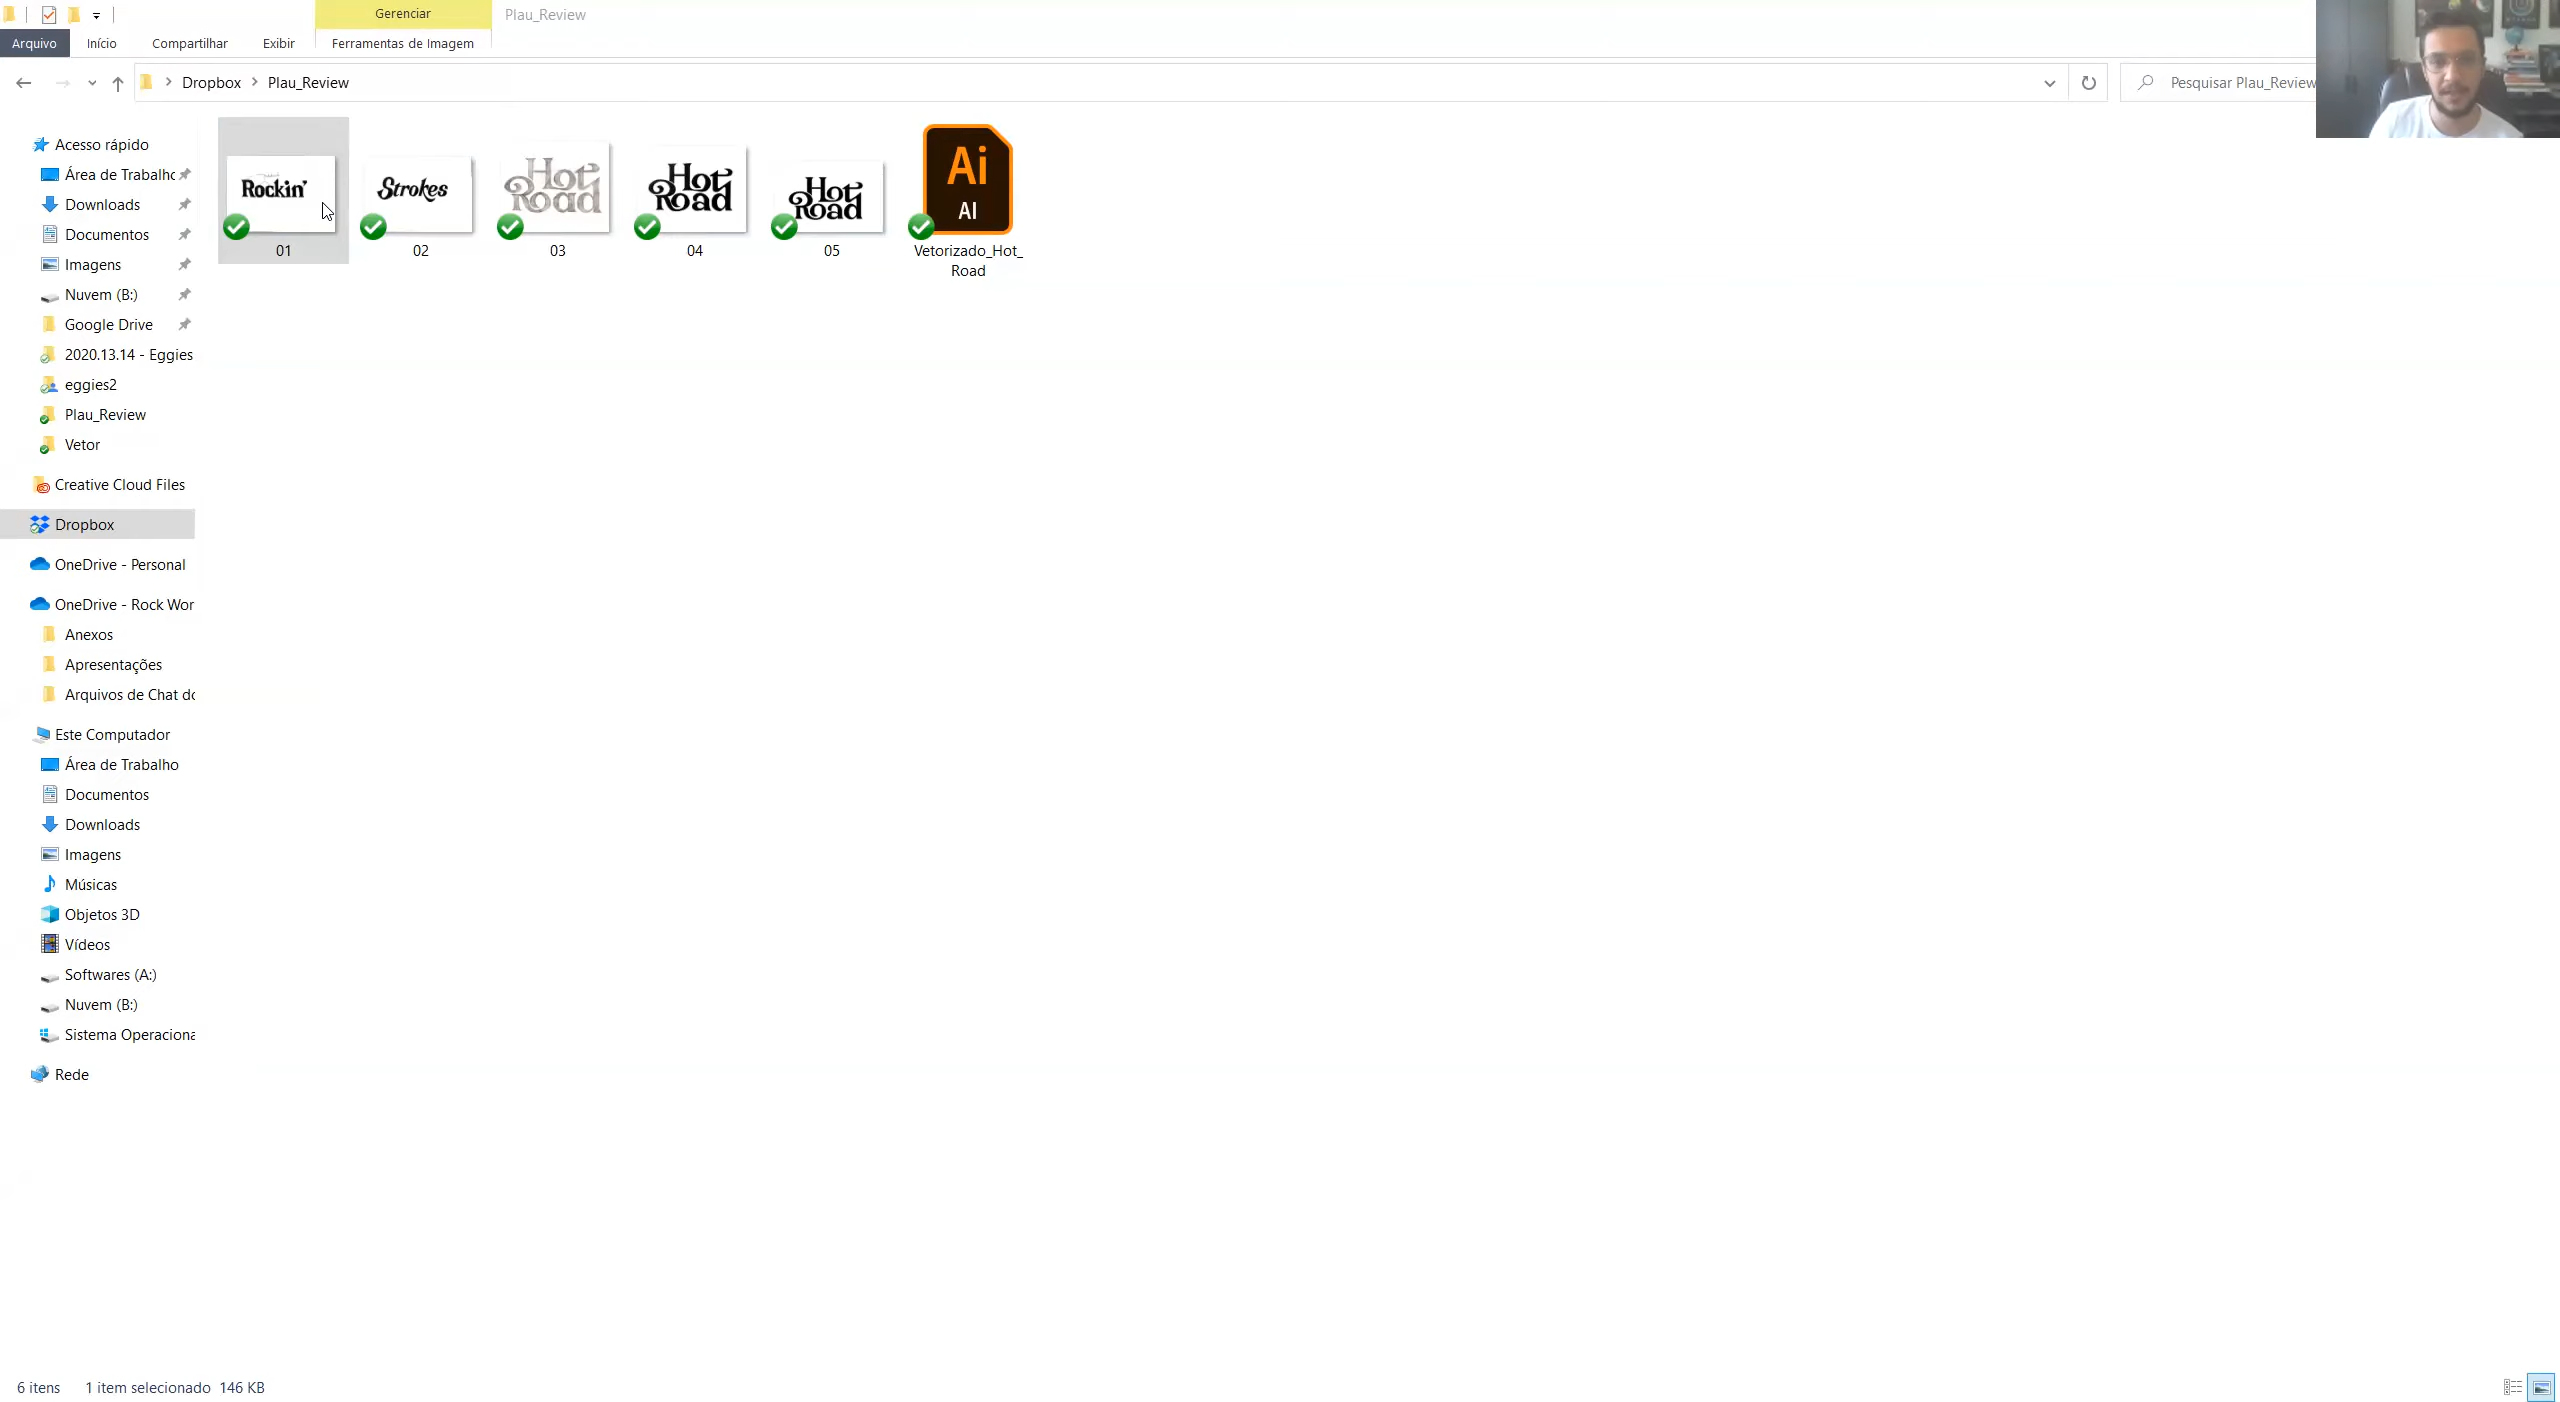 Gerenciar
Plau_Review
Arquivo
Início
Compartilhar
Exibir
Ferramentas de Imagem
Dropbox
Plau_Review
Pesquisar Plau_Review
Acesso rápido
Área de Trabalho
Downloads
Documentos
Imagens
Nuvem (B:)
Google Drive
2020.13.14 - Eggies
eggies2
Plau_Review
Vetor
Creative Cloud Files
Dropbox
OneDrive - Personal
OneDrive - Rock Wor
Anexos
Apresentações
Arquivos de Chat do
Este Computador
Área de Trabalho
Documentos
Downloads
Imagens
Músicas
Objetos 3D
Vídeos
Softwares (A:)
Nuvem (B:)
Sistema Operaciona
Rede
Rockin'
01
Strokes
02
Hot
Road
03
Hot
Road
04
Hot
Road
05
Ai
AI
Vetorizado_Hot_
Road
6 itens
1 item selecionado 146 KB